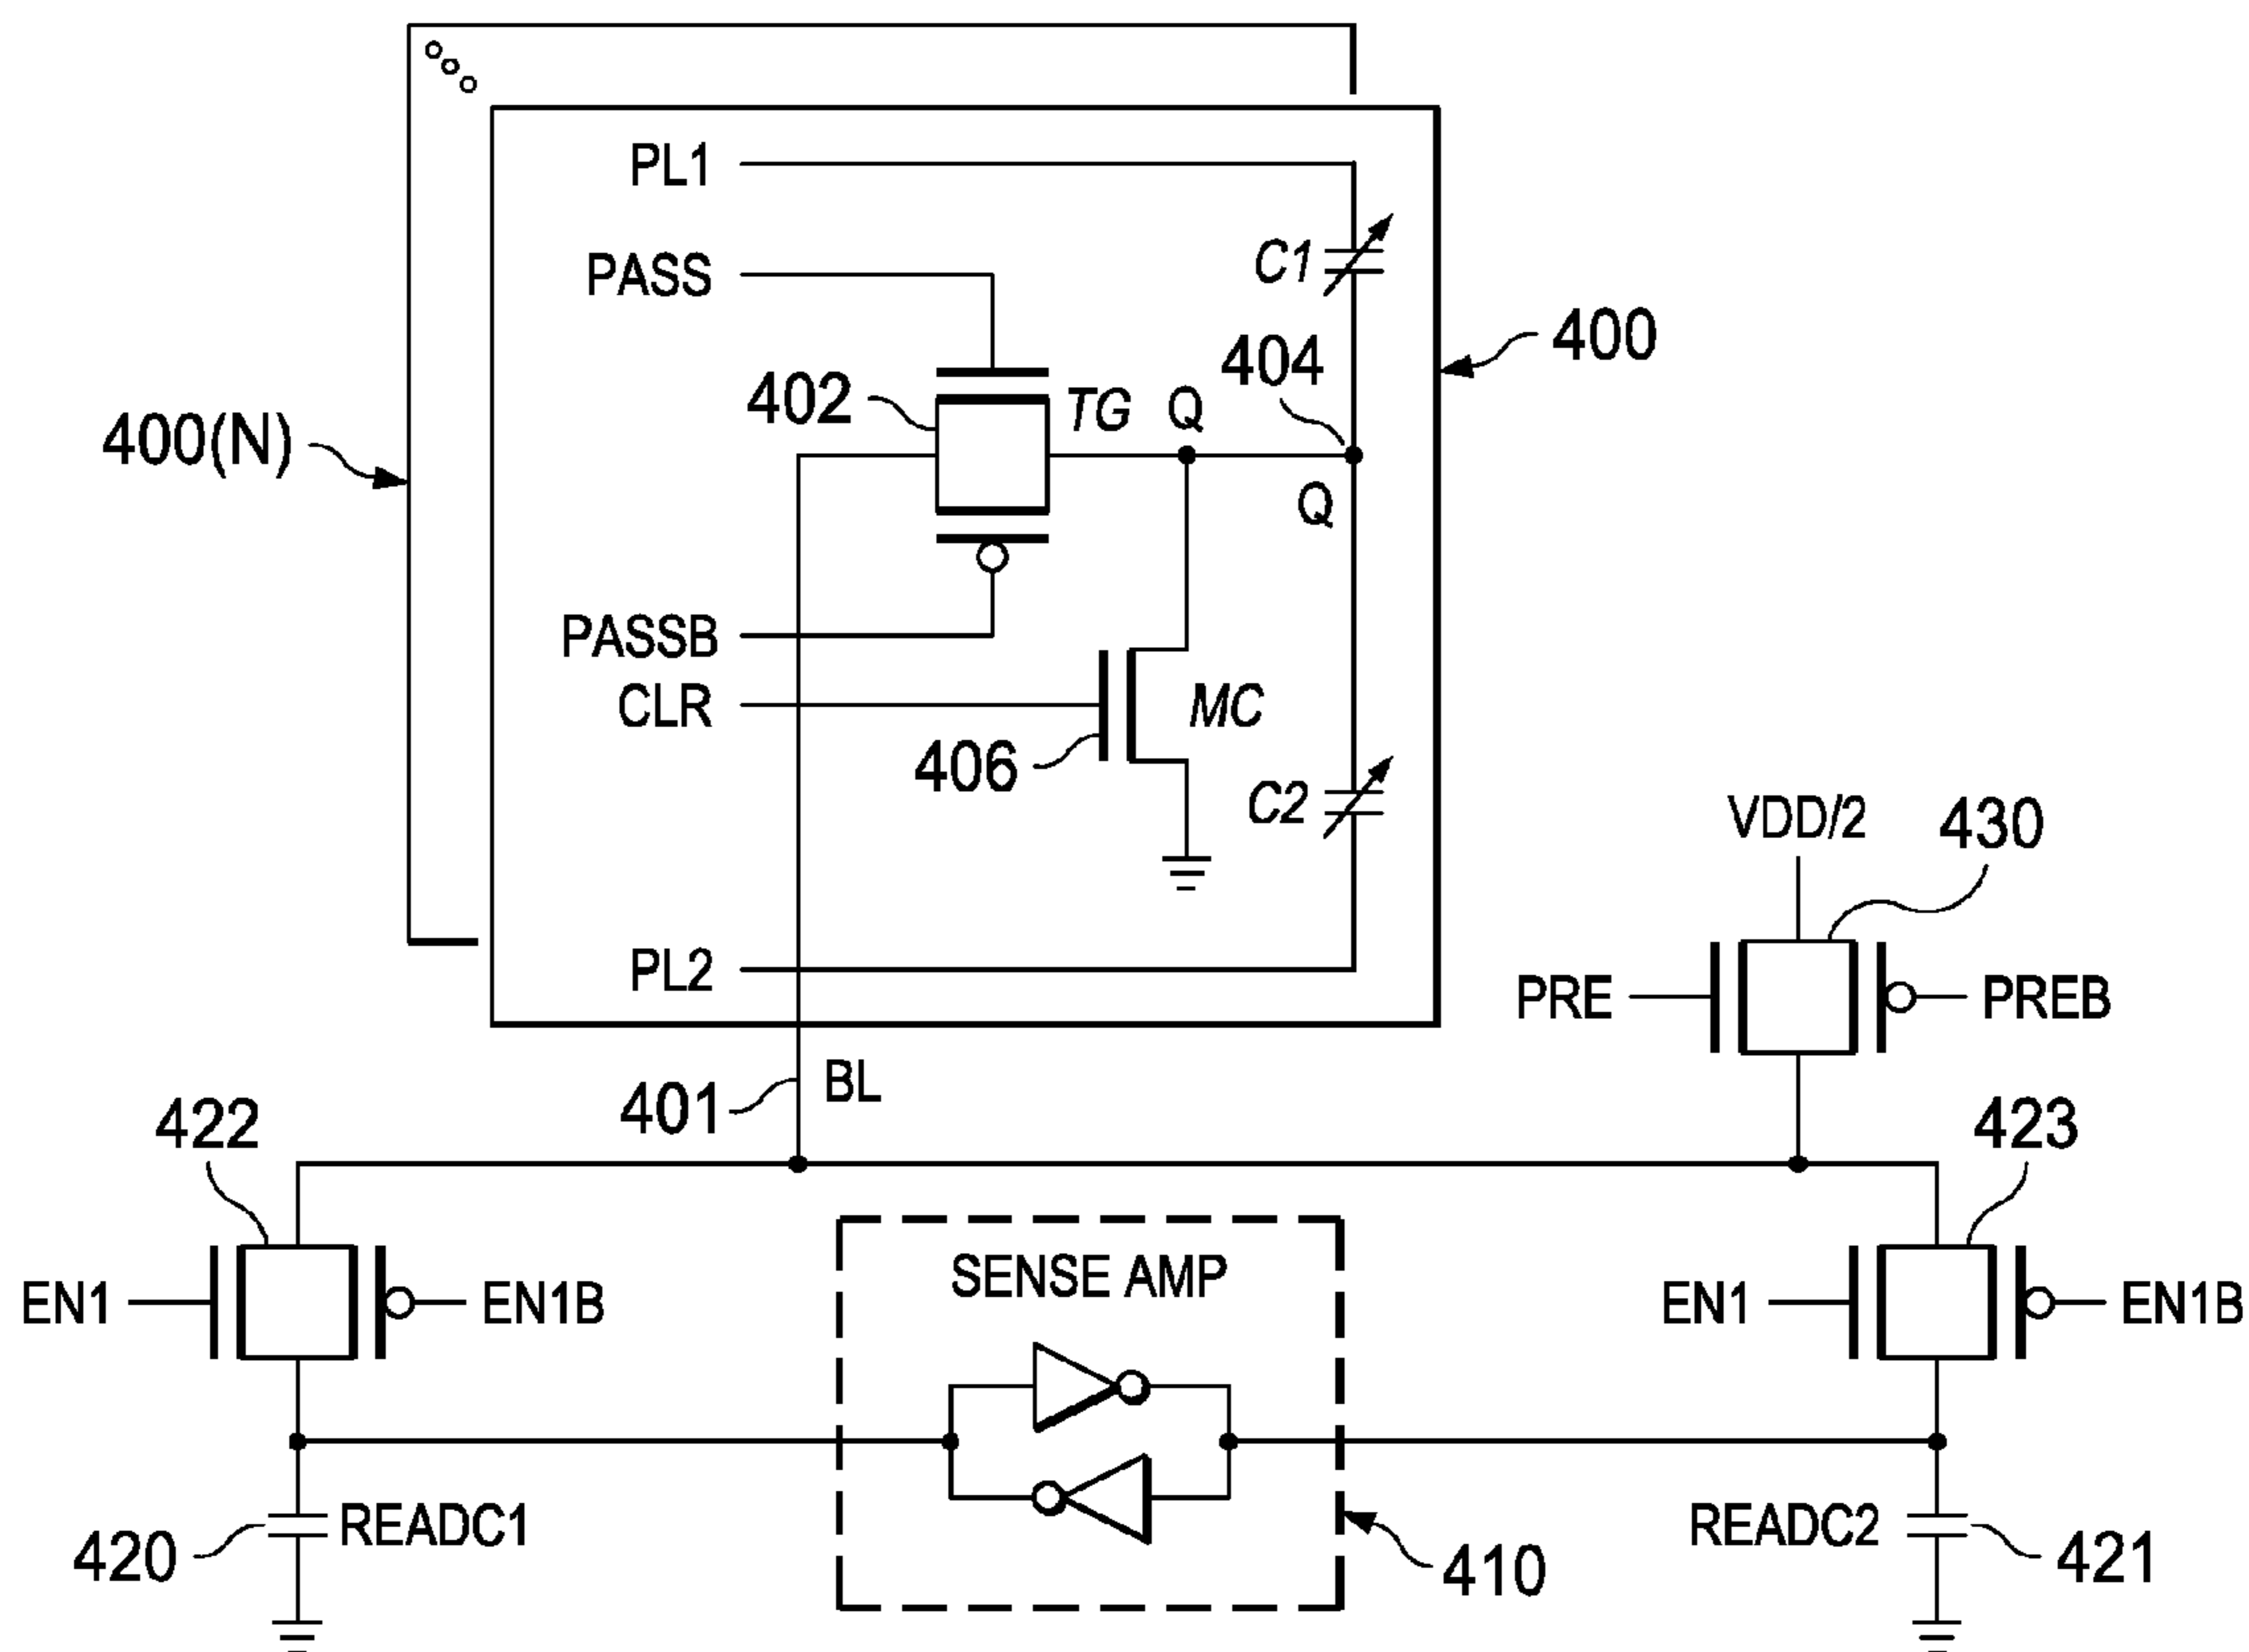 PL1
C1
PASS
400
404
402
TG
Q
400(N)
Q
PASSB
CLR
MC
406
C2
VDD/2
430
PL2
PRE
PREB
BL
401
422
423
SENSE AMP
EN1
EN1B
EN1
EN1B
READC1
READC2
420
410
421